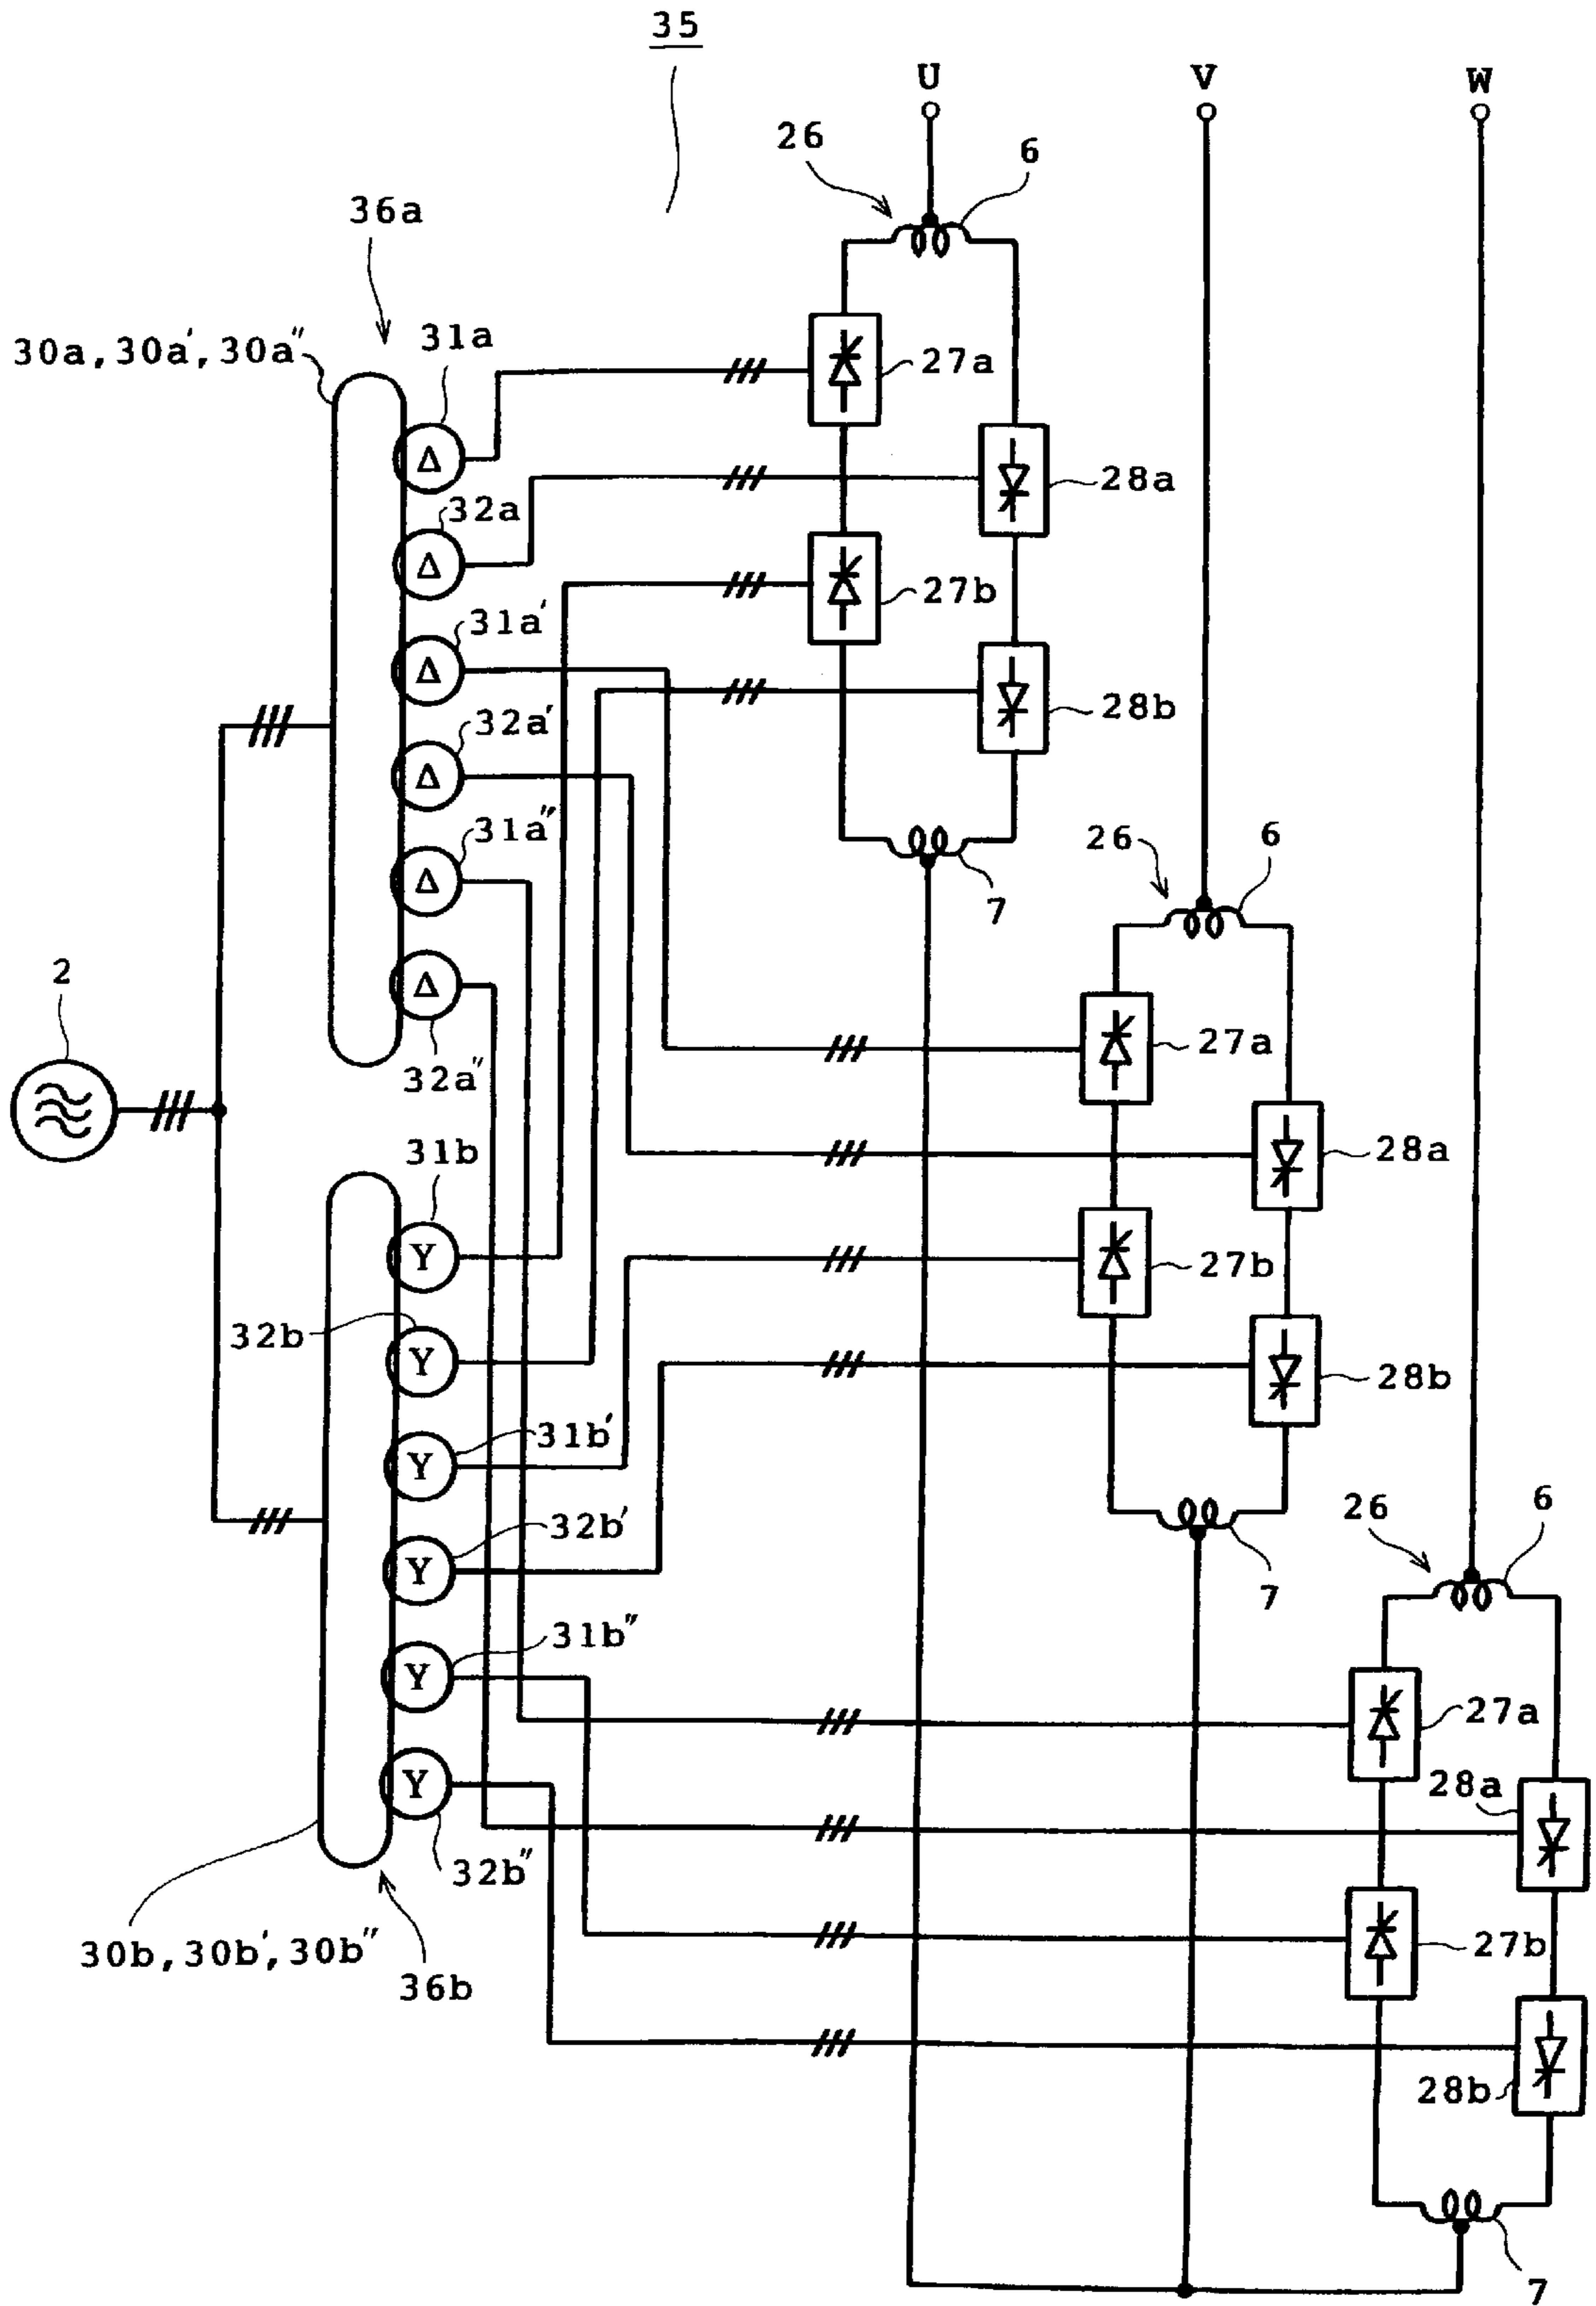 35
U V W
26 6
36a
30a, 30a', 30a"
31a
27a
Δ
28a
32a
Δ
27b
31a'
Δ
28b
32a'
Δ
31a"
26 6
Δ
7
2
Δ
27a
32a"
28a
31b
Y
27b
32b
Y
28b
31b'
Y
26 6
32b'
Y
7
31b"
Y
27a
28a
Y
32b"
27b
30b, 30b', 30b"
36b
28b
7